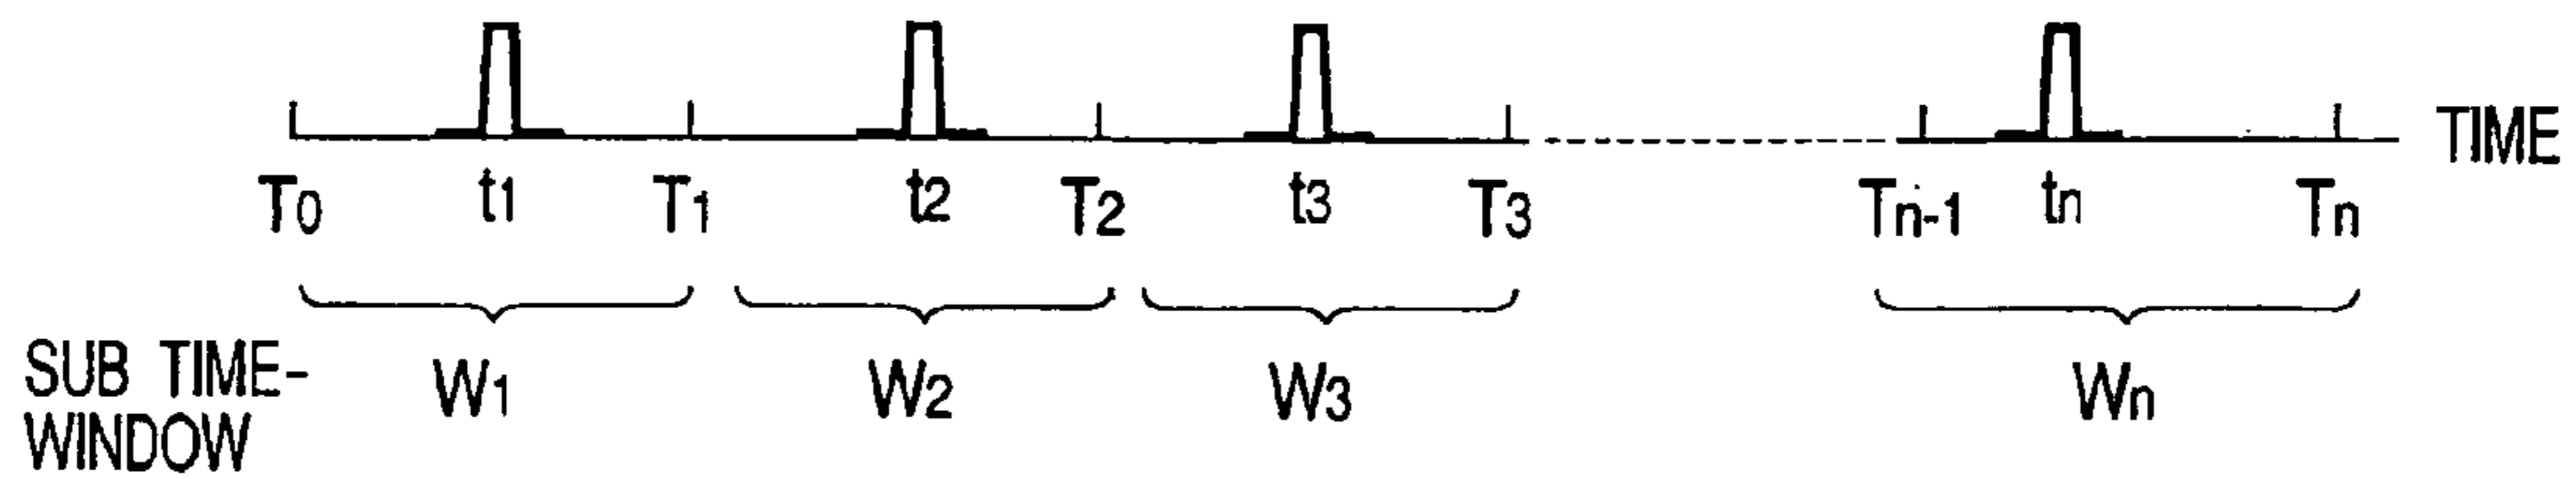 TIME
T0 t1 T1 t2 T2 t3 T3 Tn-1 tn Tn
SUB TIME-
WINDOW
W1 W2 W3 Wn